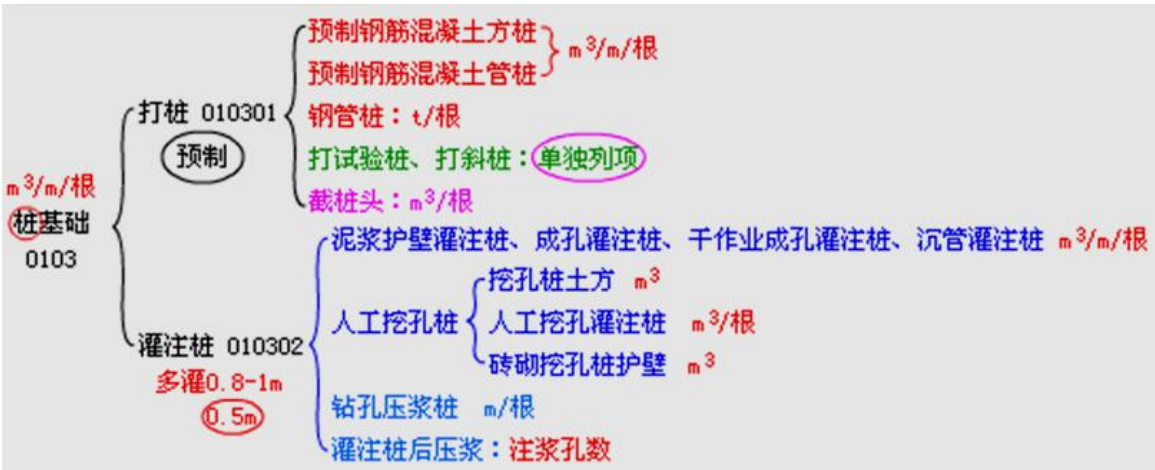 预制钢筋混凝土方桩
预制钢筋混凝土管桩
m³/m/根
打桩 010301
钢管桩：t/根
预制
打试验桩、打斜桩：单独列项
截桩头：m³/根
m³/m/根
桩基础
0103
泥浆护壁灌注桩、成孔灌注桩、干作业成孔灌注桩、沉管灌注桩 m³/m/根
挖孔桩土方 m³
人工挖孔桩
人工挖孔灌注桩 m³/根
灌注桩 010302
砖砌挖孔桩护壁 m³
多灌0.8-1m
0.5m
钻孔压浆桩 m/根
灌注桩后压浆：注浆孔数